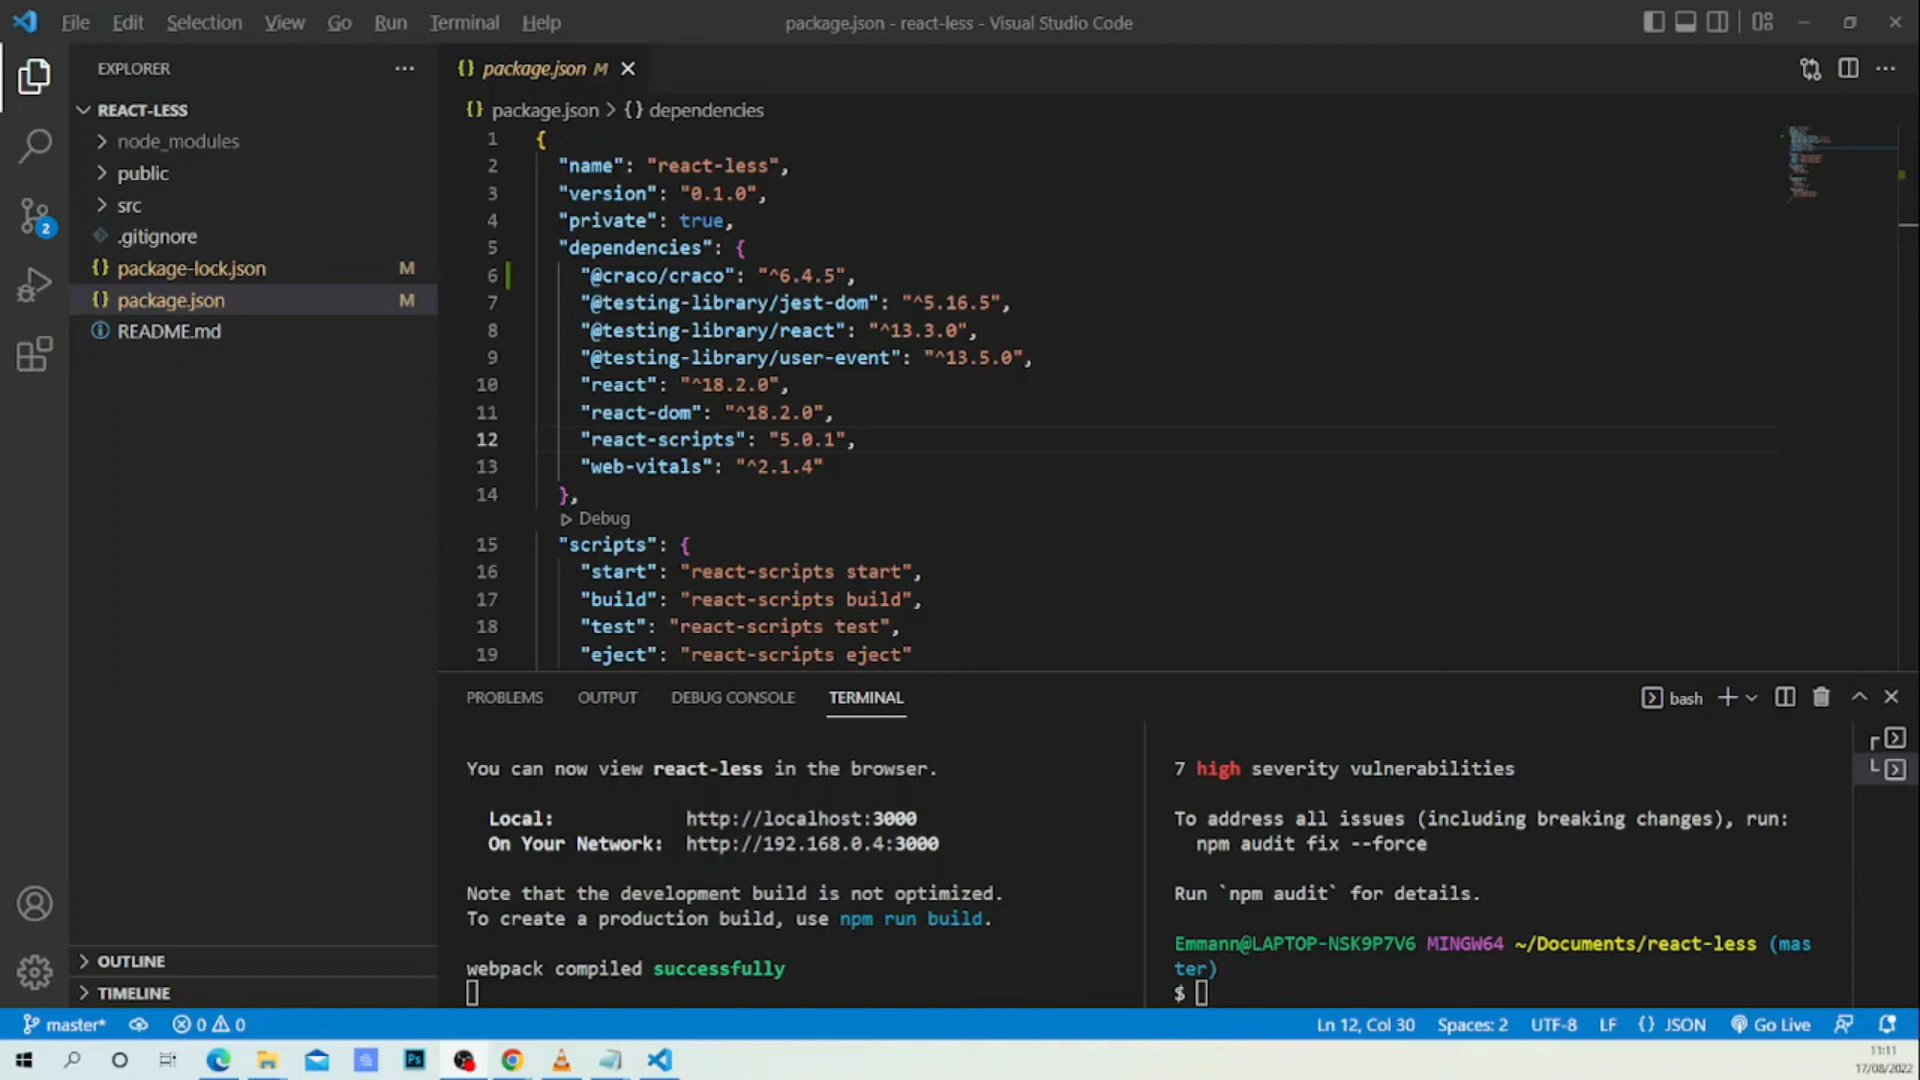 File Edit Selection View Go Run Terminal Help
package.json - react-less - Visual Studio Code
EXPLORER
REACT-LESS
node_modules
public
src
.gitignore
package-lock.json M
package.json M
README.md
2
OUTLINE
TIMELINE
{} package.json M
{} package.json > {} dependencies
1 {
2 "name": "react-less",
3 "version": "0.1.0",
4 "private": true,
5 "dependencies": {
6 "@craco/craco": "^6.4.5",
7 "@testing-library/jest-dom": "^5.16.5",
8 "@testing-library/react": "^13.3.0",
9 "@testing-library/user-event": "^13.5.0",
10 "react": "^18.2.0",
11 "react-dom": "^18.2.0",
12 "react-scripts": "5.0.1",
13 "web-vitals": "^2.1.4"
14 },
Debug
15 "scripts": {
16 "start": "react-scripts start",
17 "build": "react-scripts build",
18 "test": "react-scripts test",
19 "eject": "react-scripts eject"
PROBLEMS OUTPUT DEBUG CONSOLE TERMINAL
bash
You can now view react-less in the browser.
Local: http://localhost:3000
On Your Network: http://192.168.0.4:3000
Note that the development build is not optimized.
To create a production build, use npm run build.
webpack compiled successfully
7 high severity vulnerabilities
To address all issues (including breaking changes), run:
npm audit fix --force
Run `npm audit` for details.
Emmann@LAPTOP-NSK9P7V6 MINGW64 ~/Documents/react-less (mas
ter)
$
master* 0 0
Ln 12, Col 30 Spaces: 2 UTF-8 LF {} JSON Go Live
Ps
11:11
17/08/2022